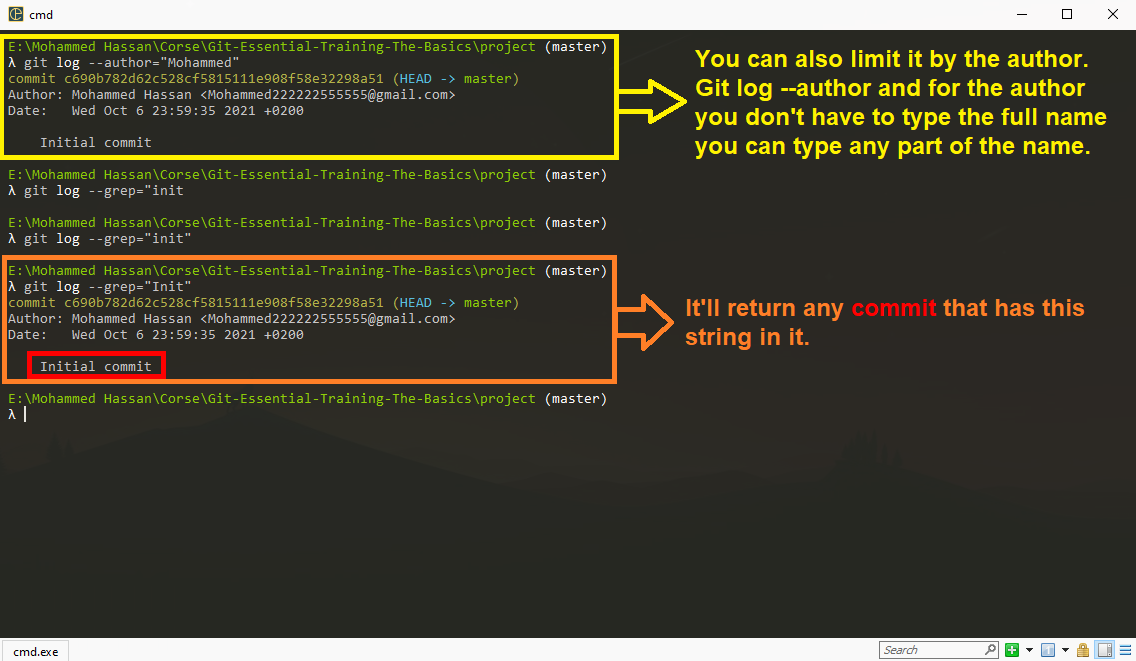 cmd
E:\Mohammed Hassan\Corse\Git-Essential-Training-The-Basics\project (master)
λ git log --author="Mohammed"
commit c690b782d62c528cf5815111e908f58e32298a51 (HEAD -> master)
Author: Mohammed Hassan <Mohammed222222555555@gmail.com>
Date:   Wed Oct 6 23:59:35 2021 +0200
Initial commit
You can also limit it by the author.
Git log --author and for the author
you don't have to type the full name
you can type any part of the name.
E:\Mohammed Hassan\Corse\Git-Essential-Training-The-Basics\project (master)
λ git log --grep="init
E:\Mohammed Hassan\Corse\Git-Essential-Training-The-Basics\project (master)
λ git log --grep="init"
E:\Mohammed Hassan\Corse\Git-Essential-Training-The-Basics\project (master)
λ git log --grep="Init"
commit c690b782d62c528cf5815111e908f58e32298a51 (HEAD -> master)
Author: Mohammed Hassan <Mohammed222222555555@gmail.com>
Date:   Wed Oct 6 23:59:35 2021 +0200
Initial commit
It'll return any commit that has this
string in it.
E:\Mohammed Hassan\Corse\Git-Essential-Training-The-Basics\project (master)
λ
cmd.exe
Search